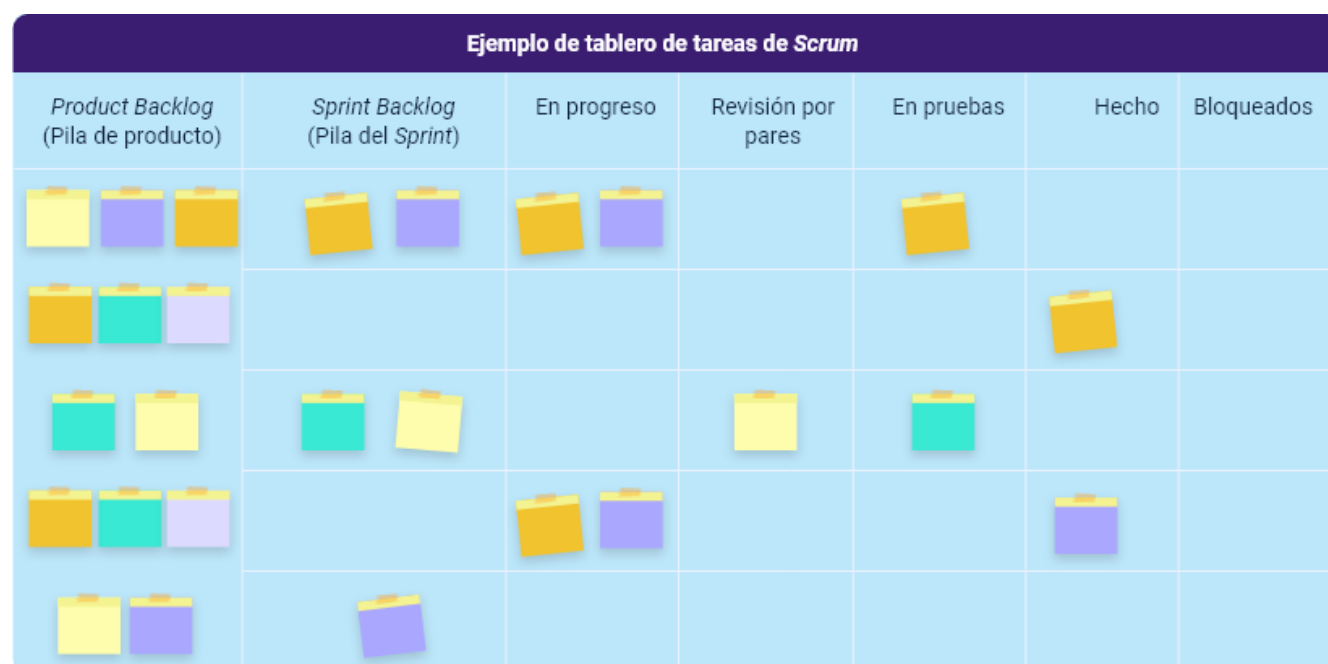 Ejemplo de tablero de tareas de Scrum
Product Backlog
(Pila de producto)
Sprint Backlog
(Pila del Sprint)
En progreso
Revisión por
pares
En pruebas
Hecho
Bloqueados